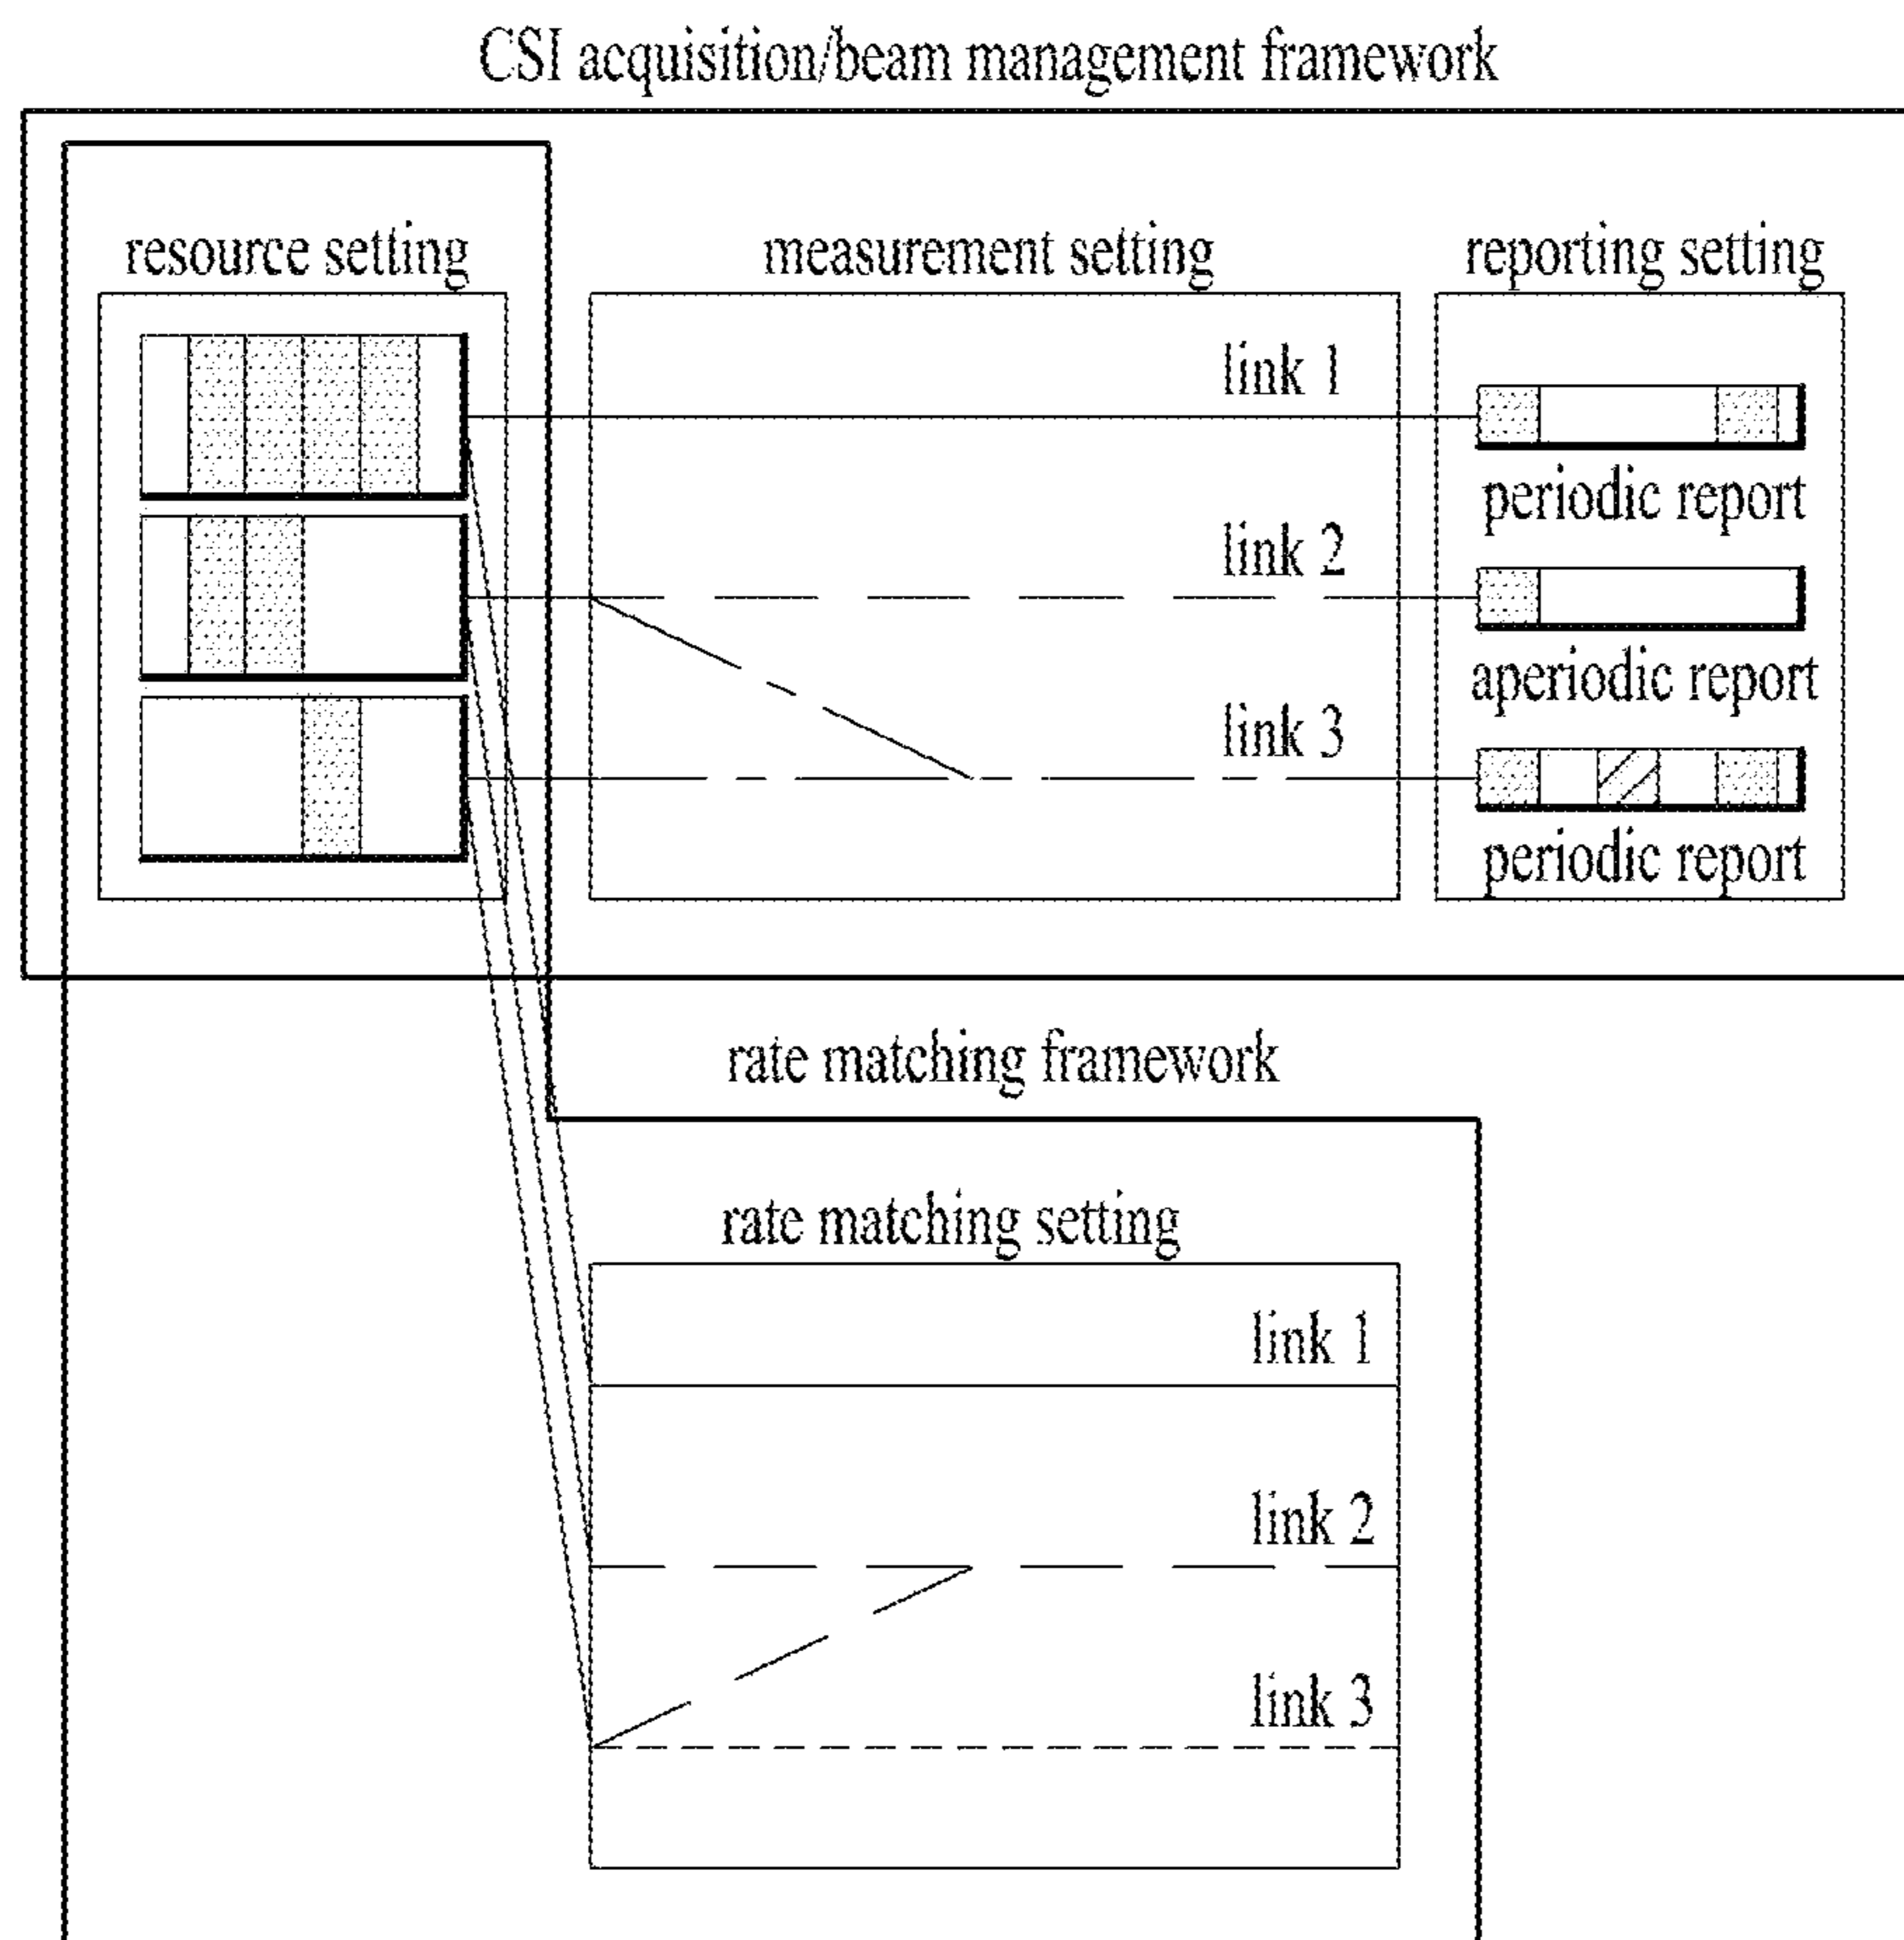 CSI acquisition/beam management framework
resource setting
measurement setting
reporting setting
link 1
periodic report
link 2
aperiodic report
link 3
periodic report
rate matching framework
rate matching setting
link 1
link 2
link 3